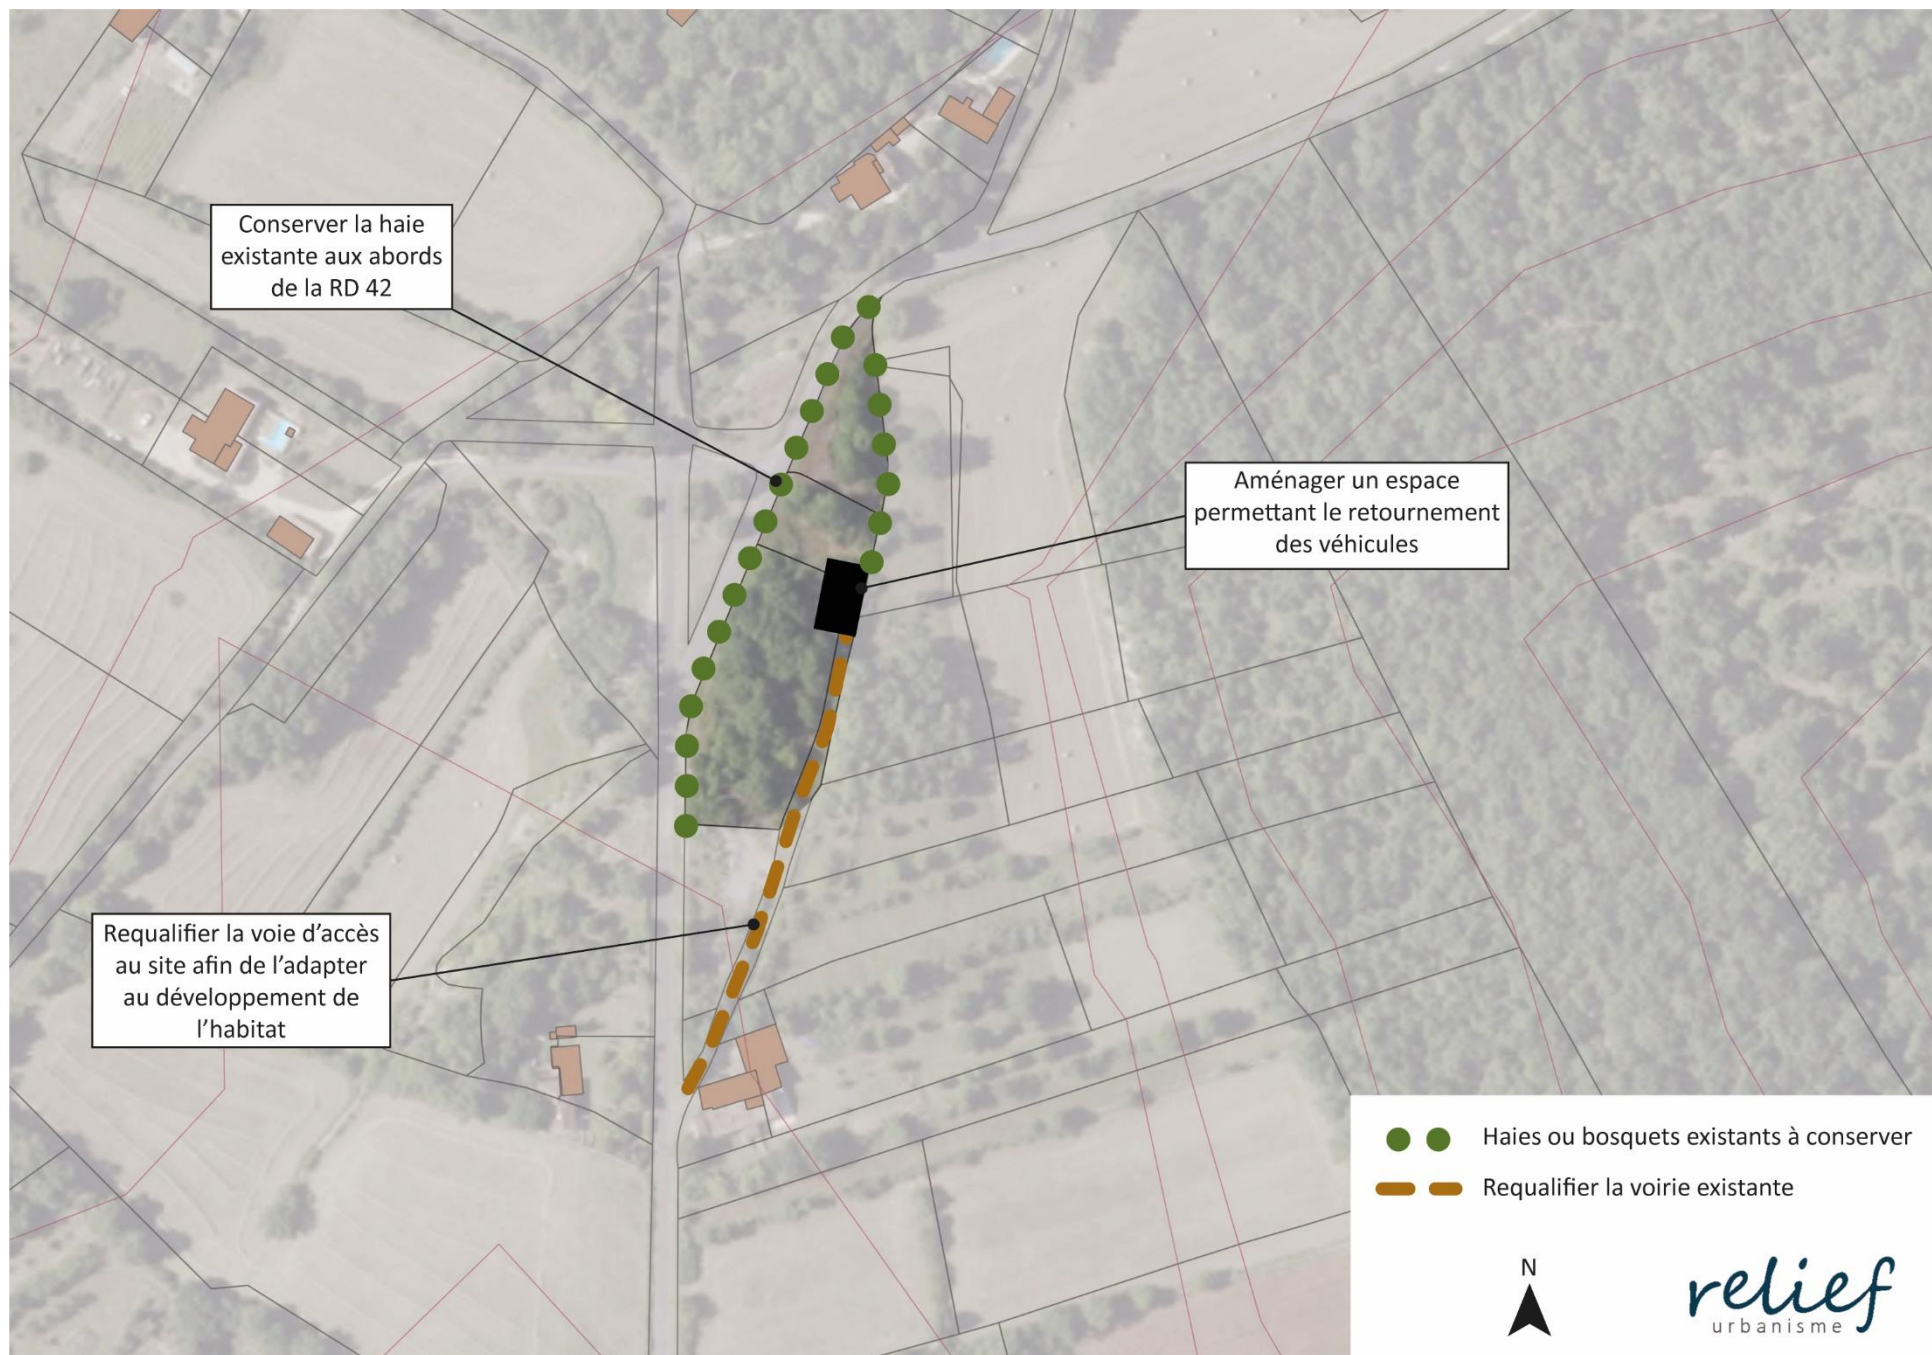 Conserver la haie
existante aux abords
de la RD 42
Aménager un espace
permettant le retournement
des véhicules
Requalifier la voie d'accès
au site afin de l'adapter
au développement de
l'habitat
Haies ou bosquets existants à conserver
Requalifier la voirie existante
N
relief
urbanisme